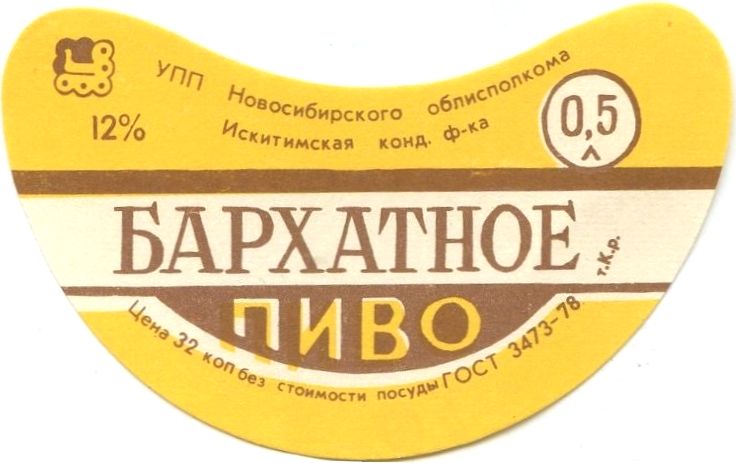 УПП Новосибирского облисполкома
Искитимская конд. ф-ка
12%
0,5
л
БАРХАТНОЕ
т.К.р.
ПИВО
Цена 32 коп без стоимости посуды ГОСТ 3473-78